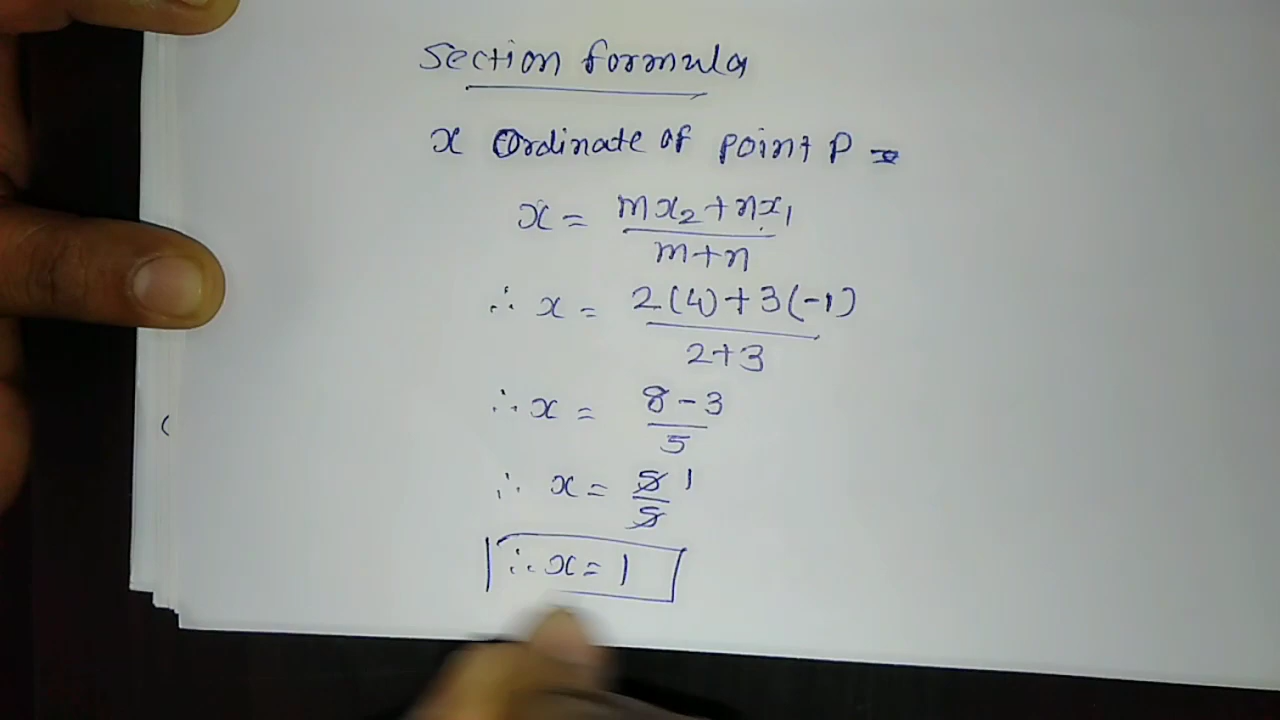 Section formula
x Ordinate of point P =
x = mx₂+nx₁
m+n
∴ x = 2(4)+3(-1)
2+3
∴ x = 8-3
5
∴ x = 5 1
5
∴ x = 1